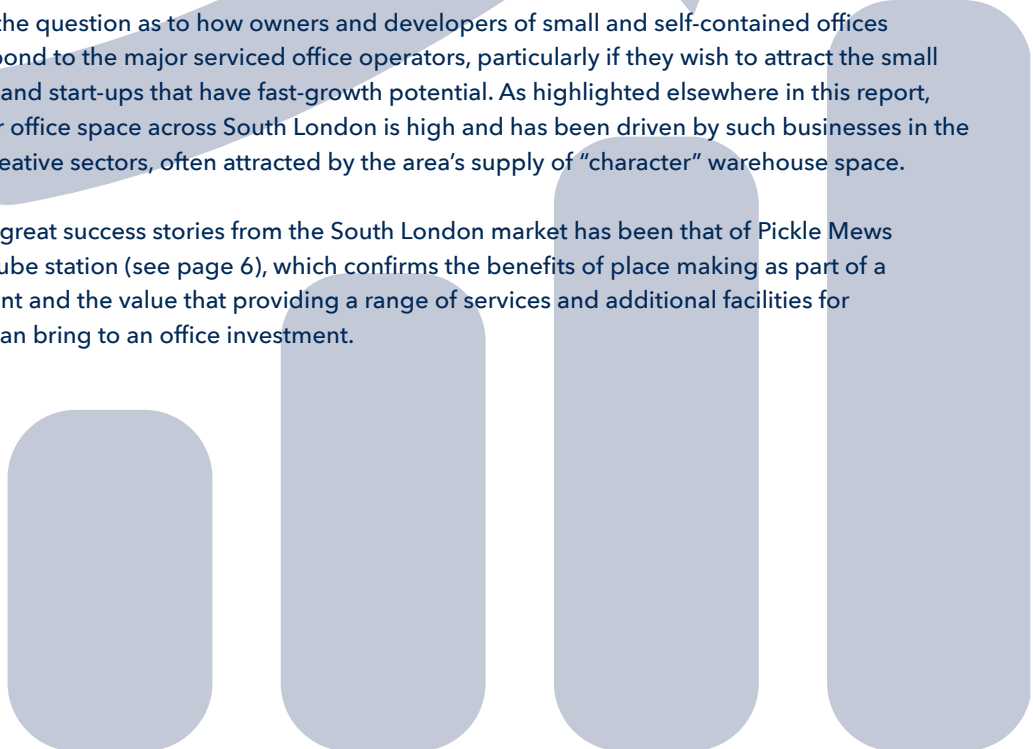 the question as to how owners and developers of small and self-contained offices
ond to the major serviced office operators, particularly if they wish to attract the small
and start-ups that have fast-growth potential. As highlighted elsewhere in this report,
office space across South London is high and has been driven by such businesses in the
eative sectors, often attracted by the area’s supply of “character” warehouse space.
great success stories from the South London market has been that of Pickle Mews
ube station (see page 6), which confirms the benefits of place making as part of a
nt and the value that providing a range of services and additional facilities for
an bring to an office investment.